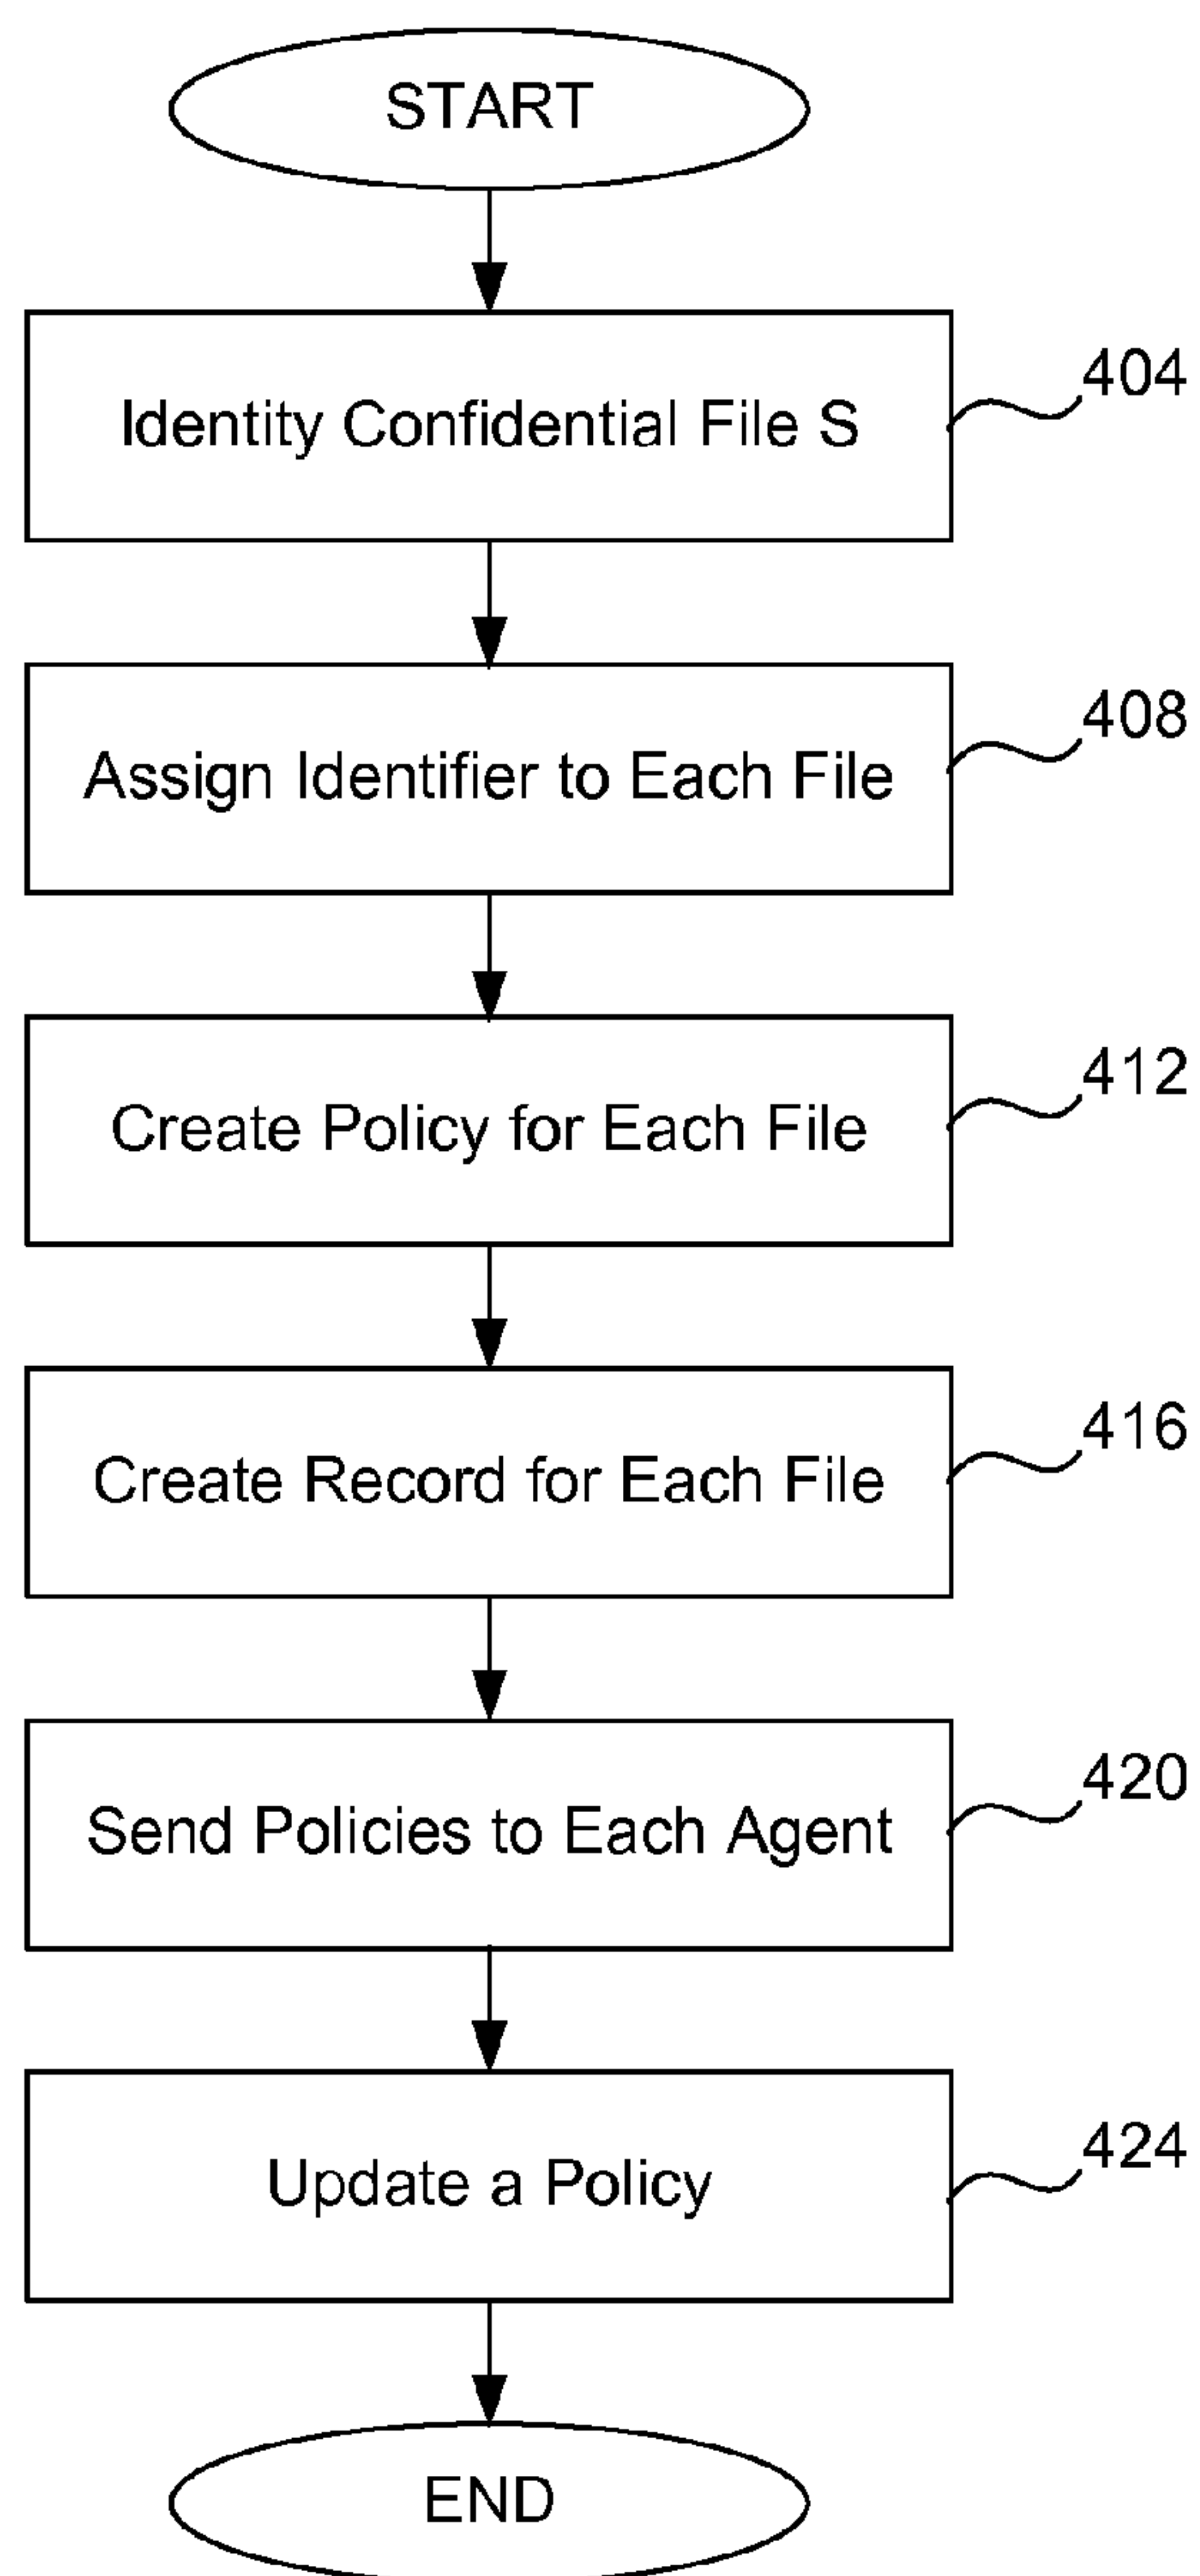 START
Identity Confidential File S
404
Assign Identifier to Each File
408
Create Policy for Each File
412
Create Record for Each File
416
Send Policies to Each Agent
420
Update a Policy
424
END